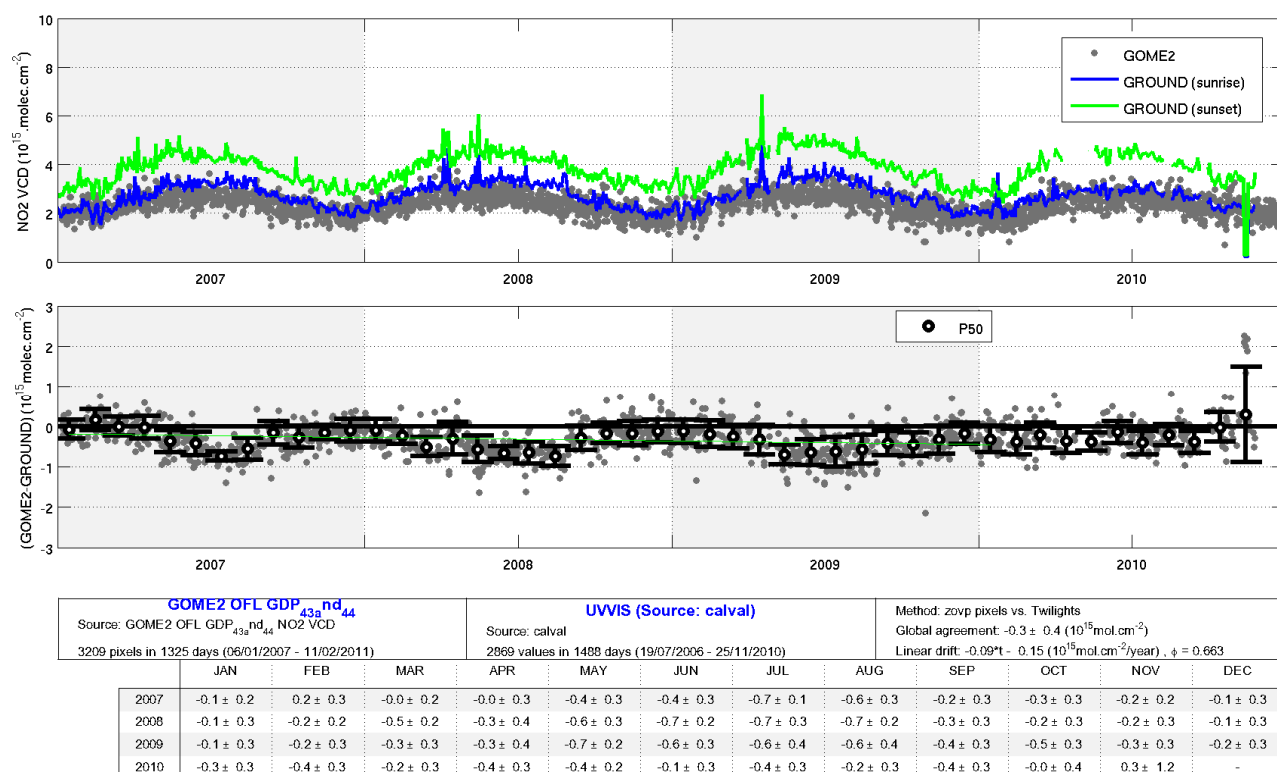 10
8
6
4
2
0
NO2 VCD (10^15.molec.cm^-2)
GOME2
GROUND (sunrise)
GROUND (sunset)
2007 2008 2009 2010
3
2
1
0
-1
-2
-3
(GOME2-GROUND) (10^15 molec.cm^-2)
P50
2007 2008 2009 2010
GOME2 OFL GDP_43a nd_44
Source: GOME2 OFL GDP_43a nd_44 NO2 VCD
3209 pixels in 1325 days (06/01/2007 - 11/02/2011)
UVVIS (Source: calval)
Source: calval
2869 values in 1488 days (19/07/2006 - 25/11/2010)
Method: zovp pixels vs. Twilights
Global agreement: -0.3 ± 0.4 (10^15 mol.cm^-2)
Linear drift: -0.09*t - 0.15 (10^15 mol.cm^-2/year) , ϕ = 0.663
JAN FEB MAR APR MAY JUN JUL AUG SEP OCT NOV DEC
2007 -0.1 ± 0.2 0.2 ± 0.3 -0.0 ± 0.2 -0.0 ± 0.3 -0.4 ± 0.3 -0.4 ± 0.3 -0.7 ± 0.1 -0.6 ± 0.3 -0.2 ± 0.3 -0.3 ± 0.3 -0.2 ± 0.2 -0.1 ± 0.3
2008 -0.1 ± 0.3 -0.2 ± 0.2 -0.5 ± 0.2 -0.3 ± 0.4 -0.6 ± 0.3 -0.7 ± 0.2 -0.7 ± 0.3 -0.7 ± 0.2 -0.3 ± 0.3 -0.2 ± 0.3 -0.2 ± 0.3 -0.1 ± 0.3
2009 -0.1 ± 0.3 -0.2 ± 0.3 -0.3 ± 0.3 -0.3 ± 0.4 -0.7 ± 0.2 -0.6 ± 0.3 -0.6 ± 0.4 -0.6 ± 0.4 -0.4 ± 0.3 -0.5 ± 0.3 -0.3 ± 0.3 -0.2 ± 0.3
2010 -0.3 ± 0.3 -0.4 ± 0.3 -0.2 ± 0.3 -0.4 ± 0.3 -0.4 ± 0.2 -0.1 ± 0.3 -0.4 ± 0.3 -0.2 ± 0.3 -0.4 ± 0.3 -0.0 ± 0.4 0.3 ± 1.2 -